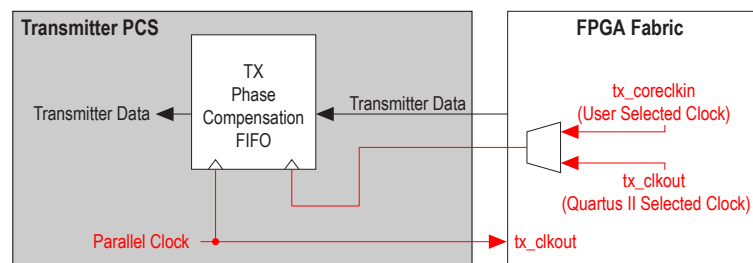 Transmitter PCS
FPGA Fabric
TX
Phase
Compensation
FIFO
Transmitter Data
Transmitter Data
tx_coreclkin
(User Selected Clock)
tx_clkout
(Quartus II Selected Clock)
Parallel Clock
tx_clkout